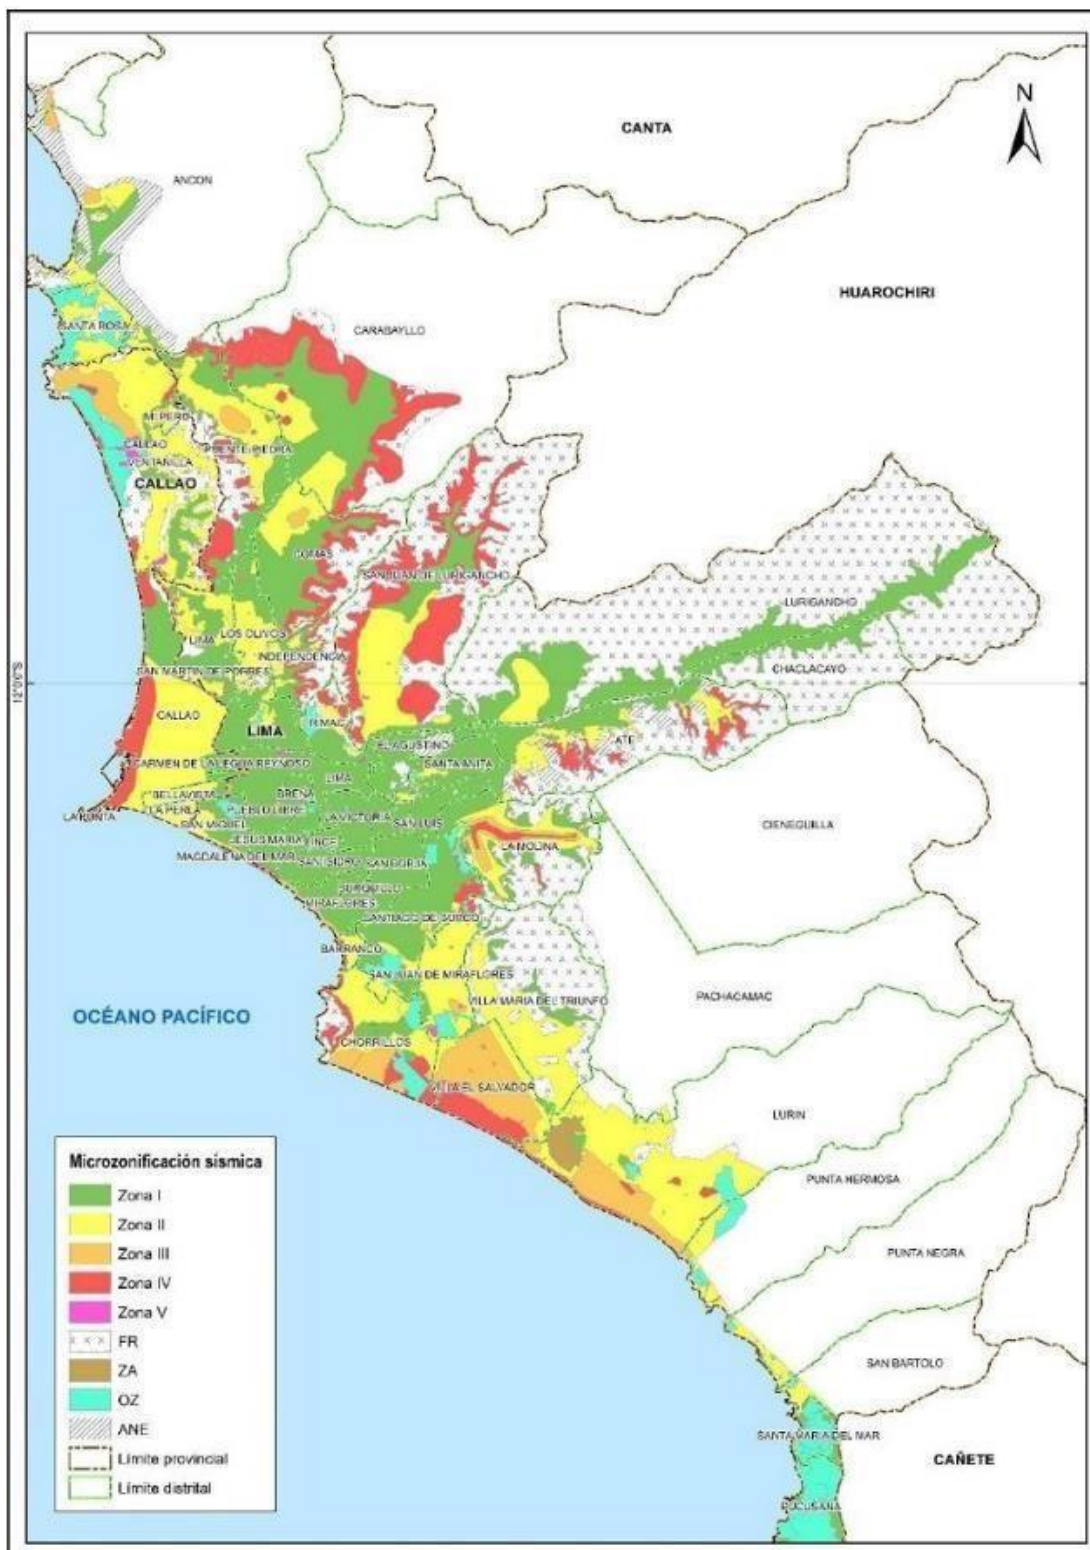 N
CANTA
ANCON
HUAROCHIRI
CARABAYLLO
SANTA ROSA
MI PERÚ
CALLAO
PUENTE PIEDRA
VENTANILLA
CALLAO
COMAS
SAN JUAN DE LURIGANCHO
LURIGANCHO
LIMA
LOS OLIVOS
INDEPENDENCIA
CHACLACAYO
SAN MARTIN DE PORRES
12°0'0"S
CALLAO
LIMA
RIMAC
EL AGUSTINO
ATE
SANTA ANITA
CARMEN DE LA LEGUA REYNOSO
LIMA
BELLAVISTA
BREÑA
LA PUNTA
LA PERLA
PUEBLO LIBRE
LA VICTORIA
SAN LUIS
CIENEGUILLA
SAN MIGUEL
JESUS MARIA
LINCE
LA MOLINA
MAGDALENA DEL MAR
SAN ISIDRO
SAN BORJA
SURQUILLO
MIRAFLORES
SANTIAGO DE SURCO
BARRANCO
SAN JUAN DE MIRAFLORES
VILLA MARIA DEL TRIUNFO
PACHACAMAC
OCÉANO PACÍFICO
CHORRILLOS
VILLA EL SALVADOR
LURIN
PUNTA HERMOSA
PUNTA NEGRA
SAN BARTOLO
SANTA MARIA DEL MAR
CAÑETE
PUCUSANA
Microzonificación sísmica
Zona I
Zona II
Zona III
Zona IV
Zona V
FR
ZA
OZ
ANE
Límite provincial
Límite distrital